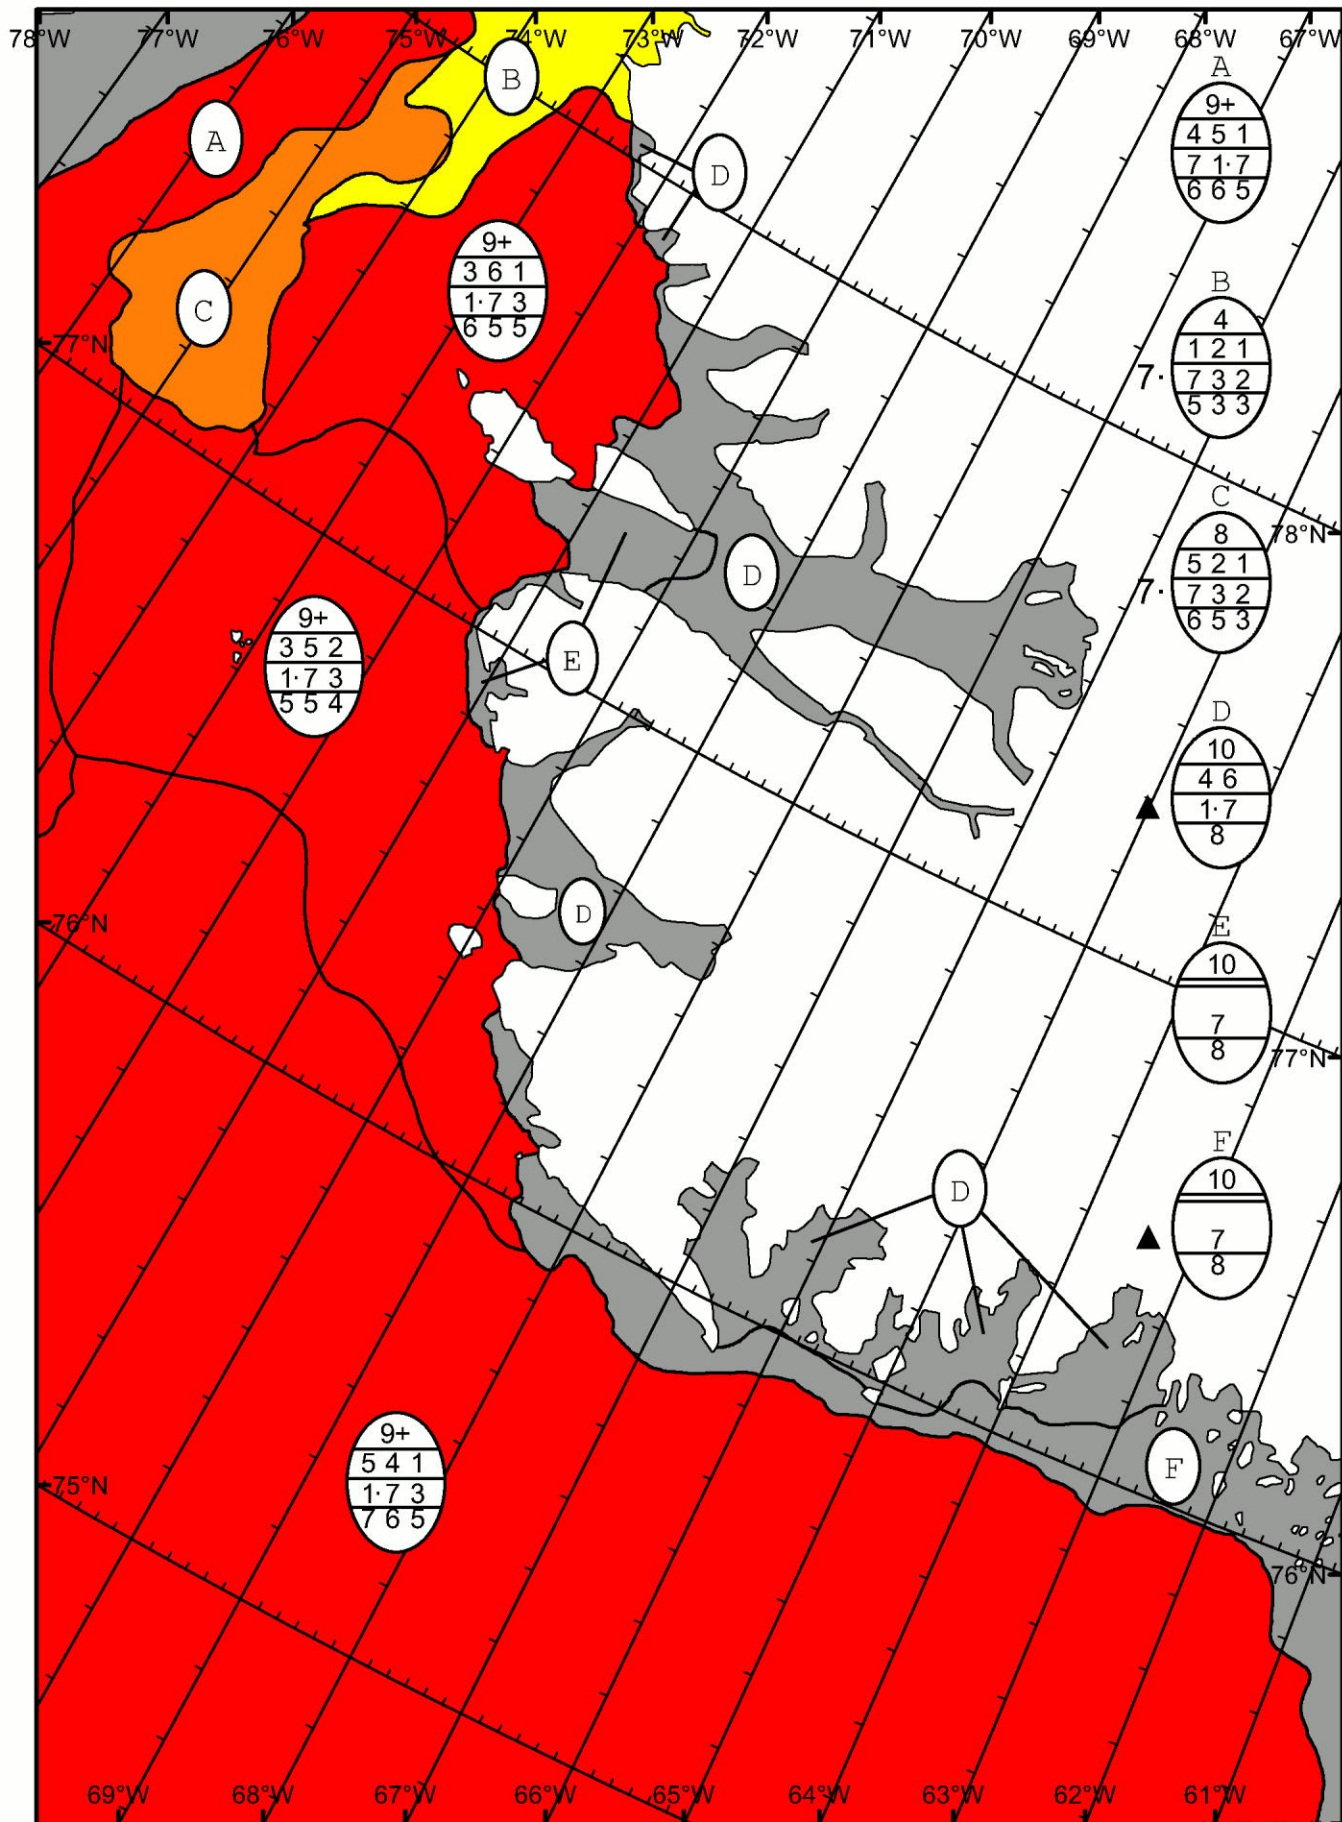 78°W 77°W 76°W 75°W 74°W 73°W 72°W 71°W 70°W 69°W 68°W 67°W
B
A
D
C
9+
3 6 1
1·7 3
6 5 5
77°N
D
E
9+
3 5 2
1·7 3
5 5 4
D
76°N
D
F
9+
5 4 1
1·7 3
7 6 5
75°N
A
9+
4 5 1
7 1·7
6 6 5
B
4
1 2 1
7· 7 3 2
5 3 3
C
78°N
8
5 2 1
7· 7 3 2
6 5 3
D
10
4 6
▲ 1·7
8
E
10
7
8
77°N
F
10
▲ 7
8
76°N
69°W 68°W 67°W 66°W 65°W 64°W 63°W 62°W 61°W